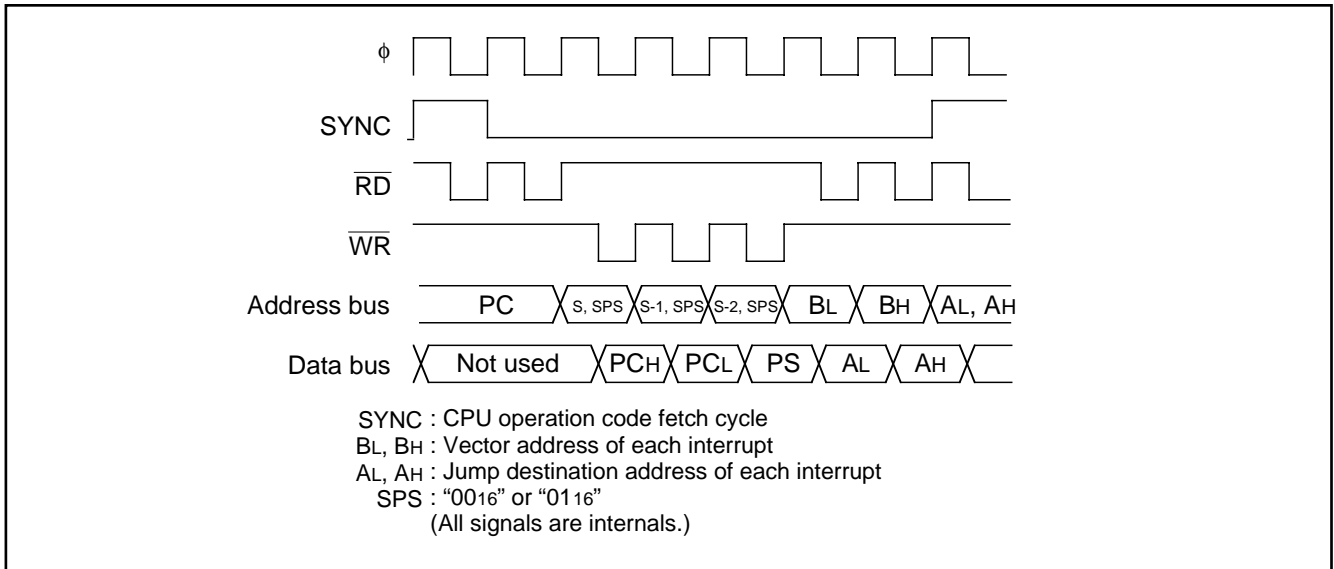 ϕ
SYNC
RD
WR
Address bus PC S, SPS S-1, SPS S-2, SPS BL BH AL, AH
Data bus Not used PCH PCL PS AL AH
SYNC : CPU operation code fetch cycle
BL, BH : Vector address of each interrupt
AL, AH : Jump destination address of each interrupt
SPS : “0016” or “0116”
(All signals are internals.)